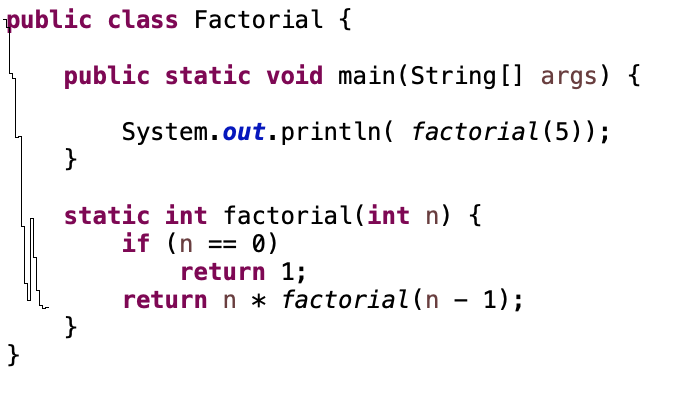 public class Factorial {
public static void main(String[] args) {
System.out.println( factorial(5));
}
static int factorial(int n) {
if (n == 0)
return 1;
return n * factorial(n - 1);
}
}